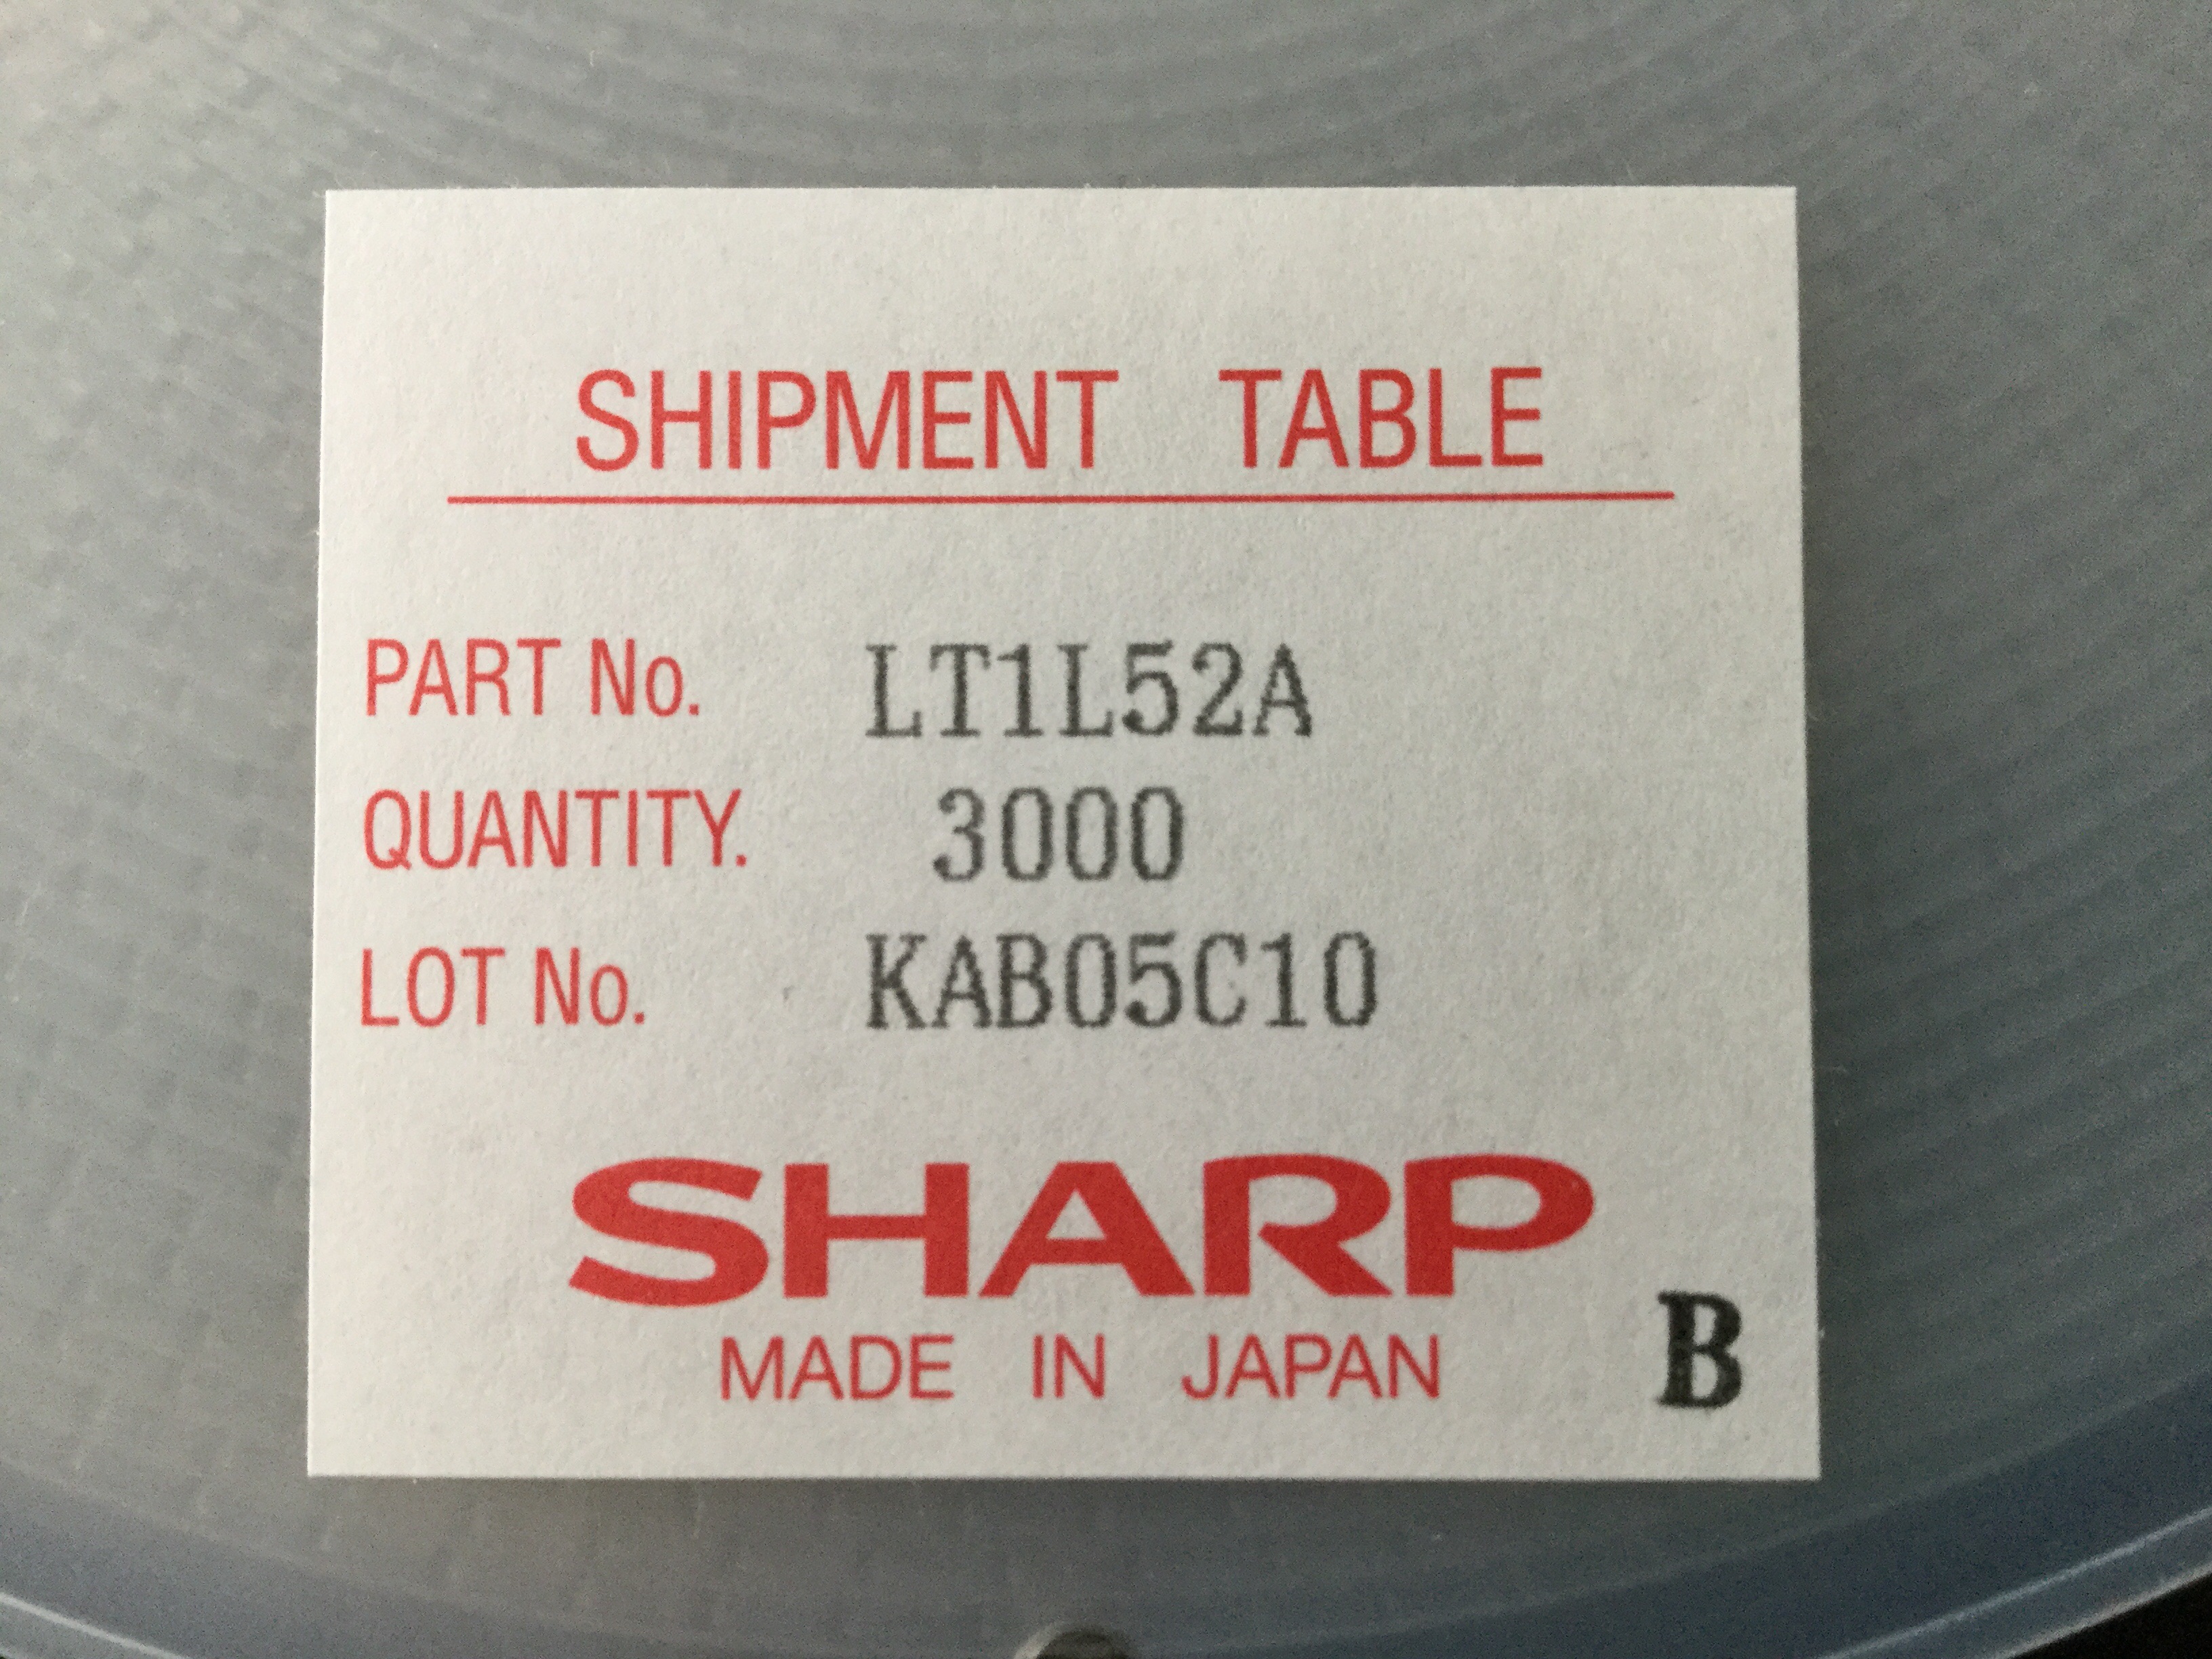 SHIPMENT TABLE
PART No. LT1L52A
QUANTITY. 3000
LOT No. KAB05C10
SHARP
MADE IN JAPAN
B